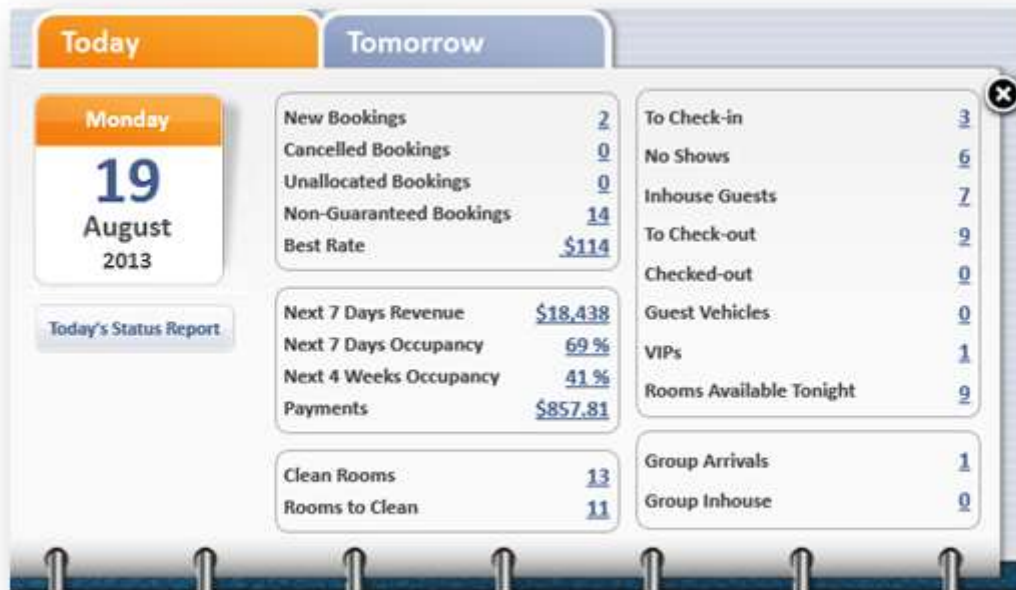 Today
Tomorrow
Monday
19
August
2013
Today's Status Report
New Bookings 2
Cancelled Bookings 0
Unallocated Bookings 0
Non-Guaranteed Bookings 14
Best Rate $114
Next 7 Days Revenue $18,438
Next 7 Days Occupancy 69 %
Next 4 Weeks Occupancy 41 %
Payments $857.81
Clean Rooms 13
Rooms to Clean 11
To Check-in 3
No Shows 6
Inhouse Guests 7
To Check-out 9
Checked-out 0
Guest Vehicles 0
VIPs 1
Rooms Available Tonight 9
Group Arrivals 1
Group Inhouse 0